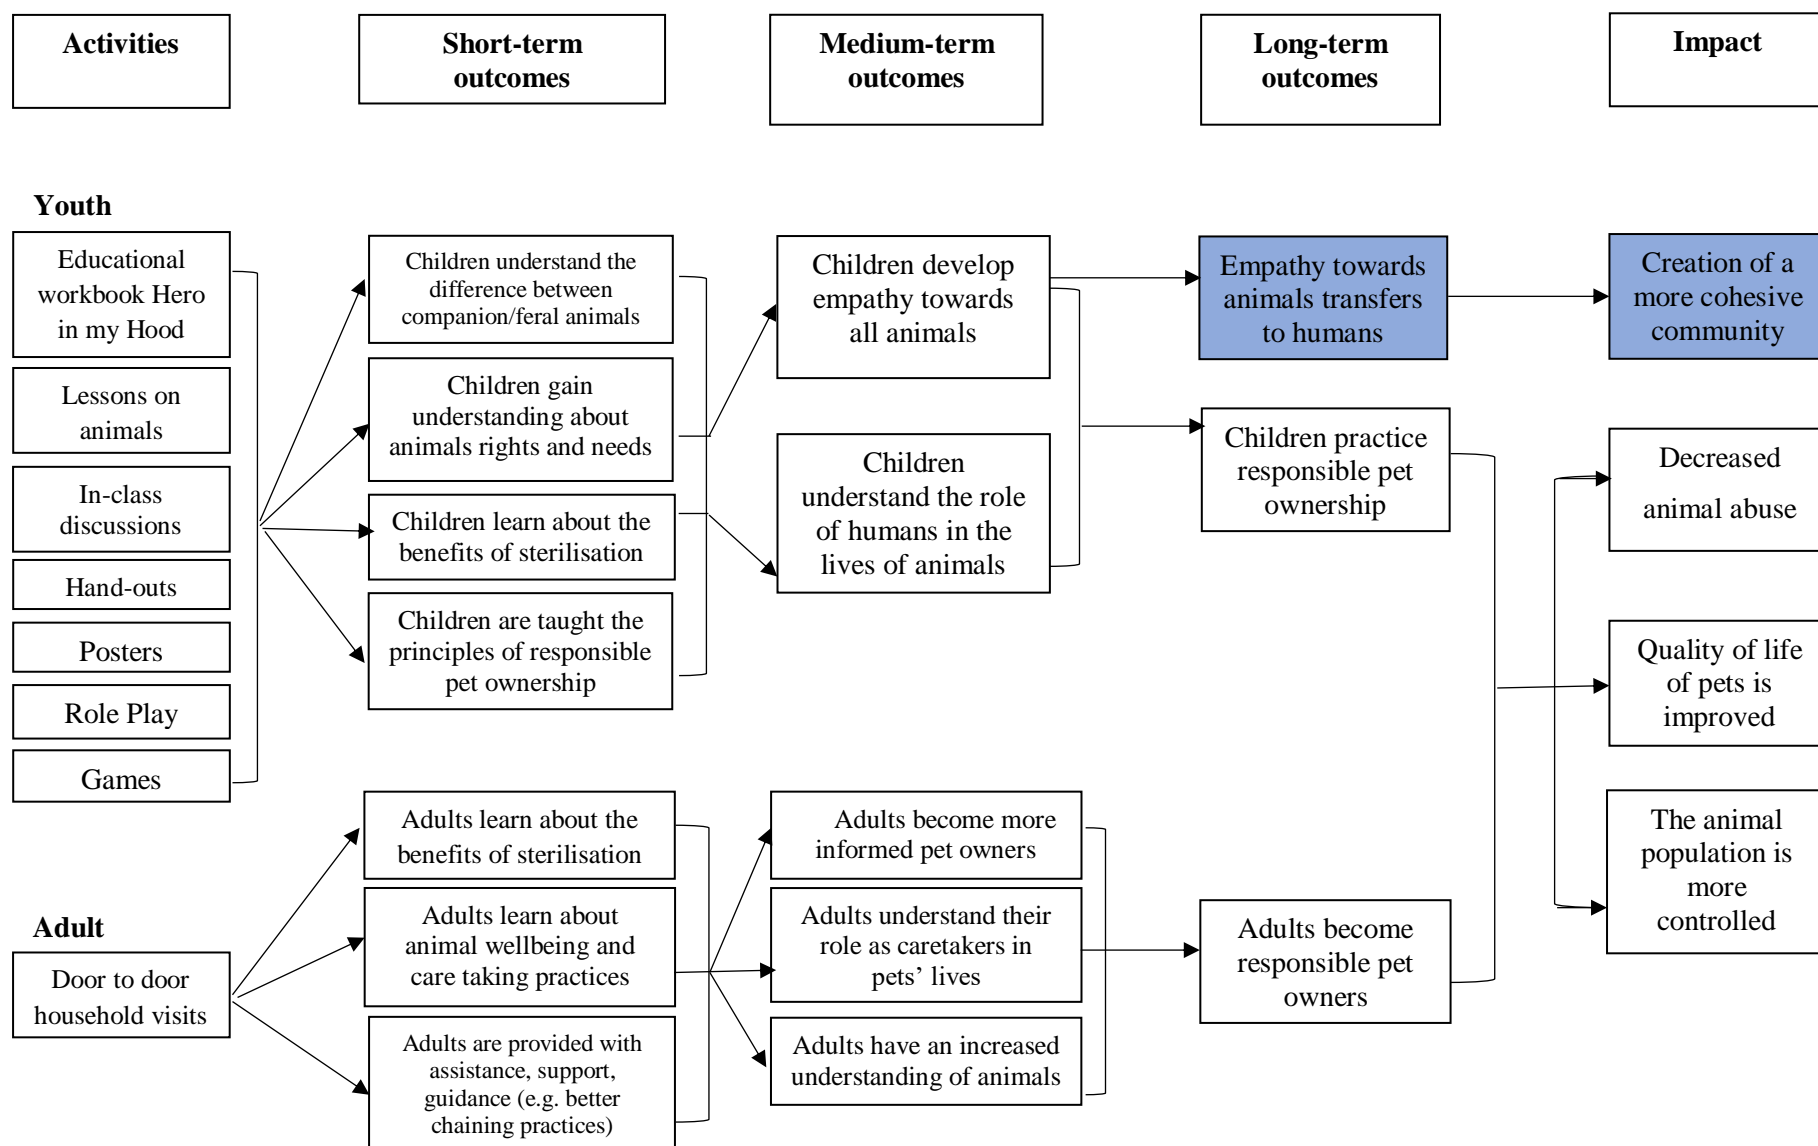 Activities
Short-term
outcomes
Medium-term
outcomes
Long-term
outcomes
Impact
Youth
Educational
workbook Hero
in my Hood
Lessons on
animals
In-class
discussions
Hand-outs
Posters
Role Play
Games
Children understand the
difference between
companion/feral animals
Children gain
understanding about
animals rights and needs
Children learn about the
benefits of sterilisation
Children are taught the
principles of responsible
pet ownership
Children develop
empathy towards
all animals
Children
understand the role
of humans in the
lives of animals
Empathy towards
animals transfers
to humans
Children practice
responsible pet
ownership
Creation of a
more cohesive
community
Decreased
animal abuse
Quality of life
of pets is
improved
The animal
population is
more
controlled
Adult
Door to door
household visits
Adults learn about the
benefits of sterilisation
Adults learn about
animal wellbeing and
care taking practices
Adults are provided with
assistance, support,
guidance (e.g. better
chaining practices)
Adults become more
informed pet owners
Adults understand their
role as caretakers in
pets’ lives
Adults have an increased
understanding of animals
Adults become
responsible pet
owners